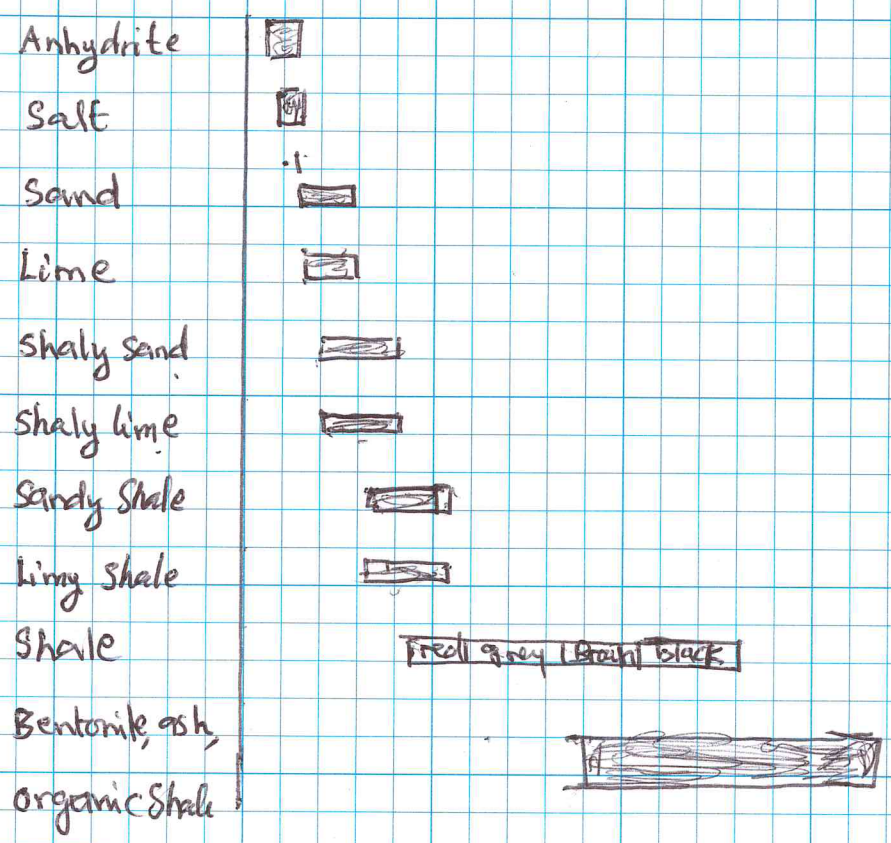 Anhydrite
Salt
Sand
Lime
Shaly Sand
Shaly lime
Sandy Shale
Limy Shale
Shale red grey Brown black
Bentonite, ash,
organic Shale